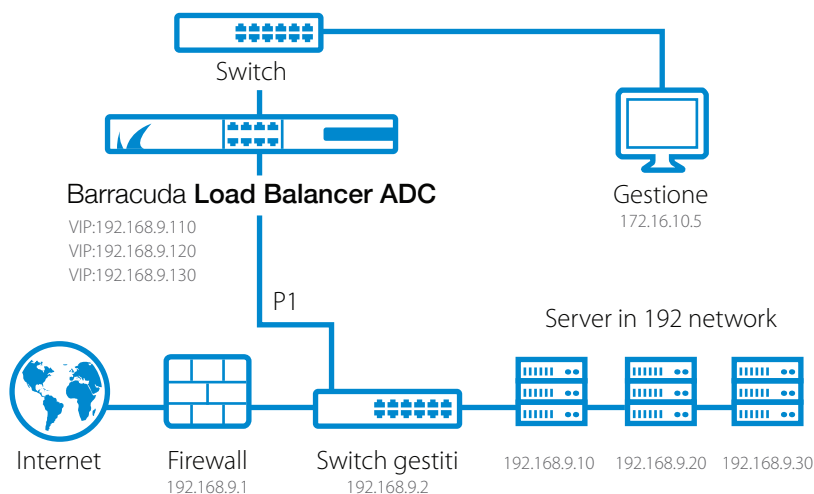 Switch
Barracuda Load Balancer ADC
VIP:192.168.9.110
VIP:192.168.9.120
VIP:192.168.9.130
Gestione
172.16.10.5
P1
Server in 192 network
Internet
Firewall
192.168.9.1
Switch gestiti
192.168.9.2
192.168.9.10
192.168.9.20
192.168.9.30